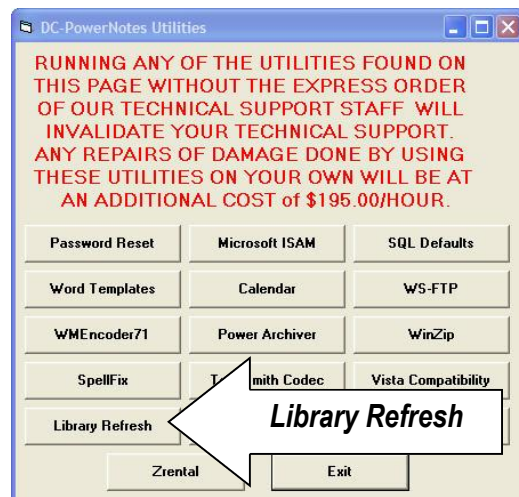 DC-PowerNotes Utilities
RUNNING ANY OF THE UTILITIES FOUND ON
THIS PAGE WITHOUT THE EXPRESS ORDER
OF OUR TECHNICAL SUPPORT STAFF WILL
INVALIDATE YOUR TECHNICAL SUPPORT.
ANY REPAIRS OF DAMAGE DONE BY USING
THESE UTILITIES ON YOUR OWN WILL BE AT
AN ADDITIONAL COST of $195.00/HOUR.
Password Reset Microsoft ISAM SQL Defaults
Word Templates Calendar WS-FTP
WMEncoder71 Power Archiver WinZip
SpellFix Codec Vista Compatibility
Library Refresh Library Refresh
Zrental Exit